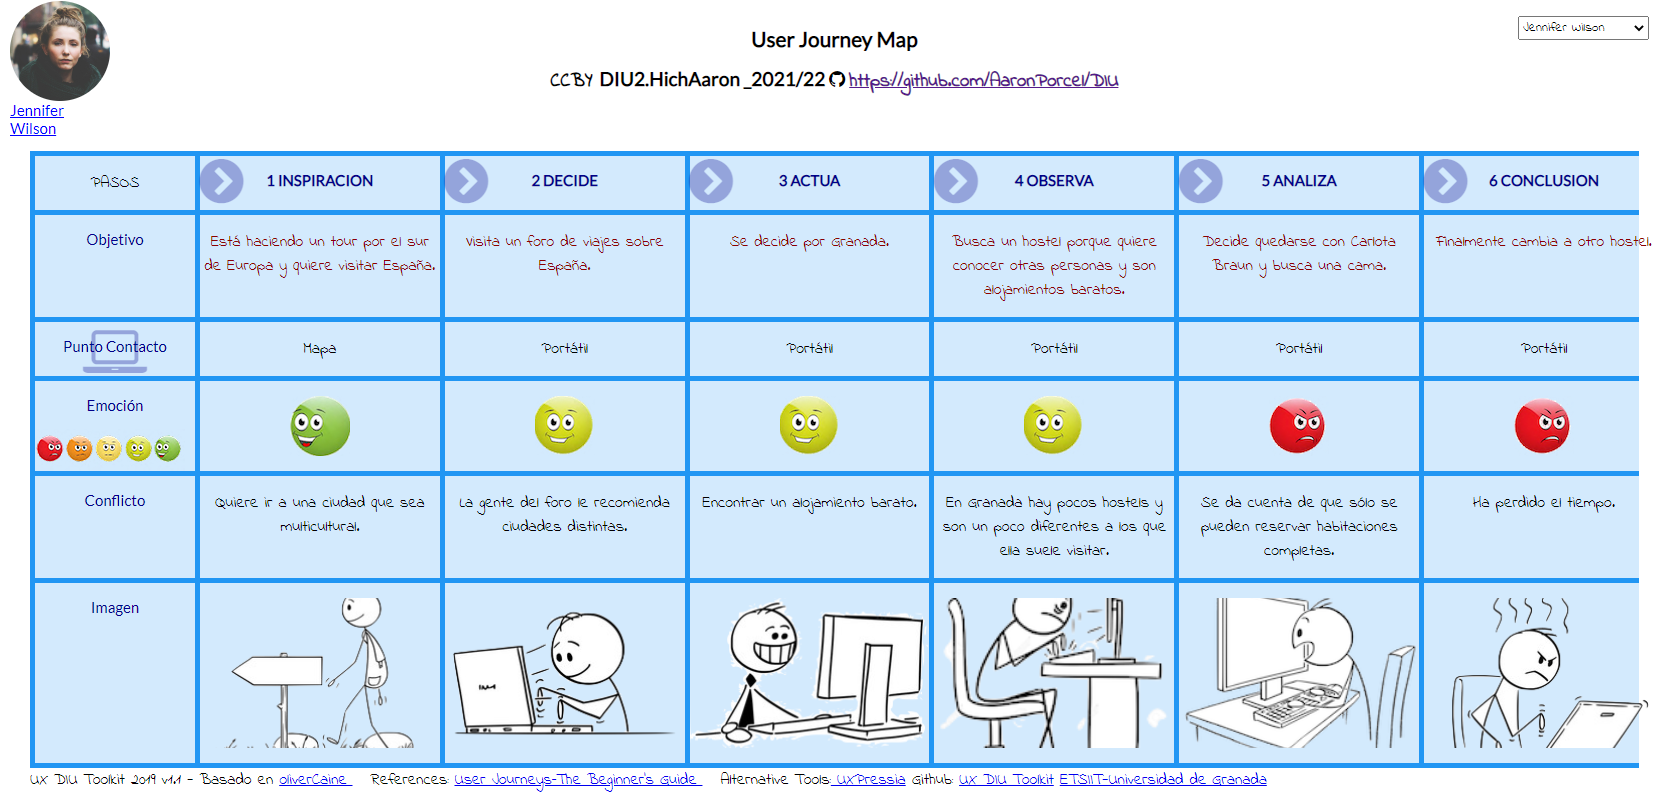 User Journey Map
Jennifer Wilson
CCBY DIU2.HichAaron _2021/22 https://github.com/AaronPorcel/DIU
Jennifer
Wilson
PASOS
1 INSPIRACION
2 DECIDE
3 ACTUA
4 OBSERVA
5 ANALIZA
6 CONCLUSION
Objetivo
Está haciendo un tour por el sur
de Europa y quiere visitar España.
Visita un foro de viajes sobre
España.
Se decide por Granada.
Busca un hostel porque quiere
conocer otras personas y son
alojamientos baratos.
Decide quedarse con Carlota
Braun y busca una cama.
Finalmente cambia a otro hostel.
Punto Contacto
Mapa
Portátil
Portátil
Portátil
Portátil
Portátil
Emoción
Conflicto
Quiere ir a una ciudad que sea
multicultural.
La gente del foro le recomienda
ciudades distintas.
Encontrar un alojamiento barato.
En Granada hay pocos hostels y
son un poco diferentes a los que
ella suele visitar.
Se da cuenta de que sólo se
pueden reservar habitaciones
completas.
Ha perdido el tiempo.
Imagen
UX DIU Toolkit 2019 v1.1 - Basado en oliverCaine References: User Journeys-The Beginner's Guide Alternative Tools: UXPressia Github: UX DIU Toolkit ETSIIT-Universidad de Granada